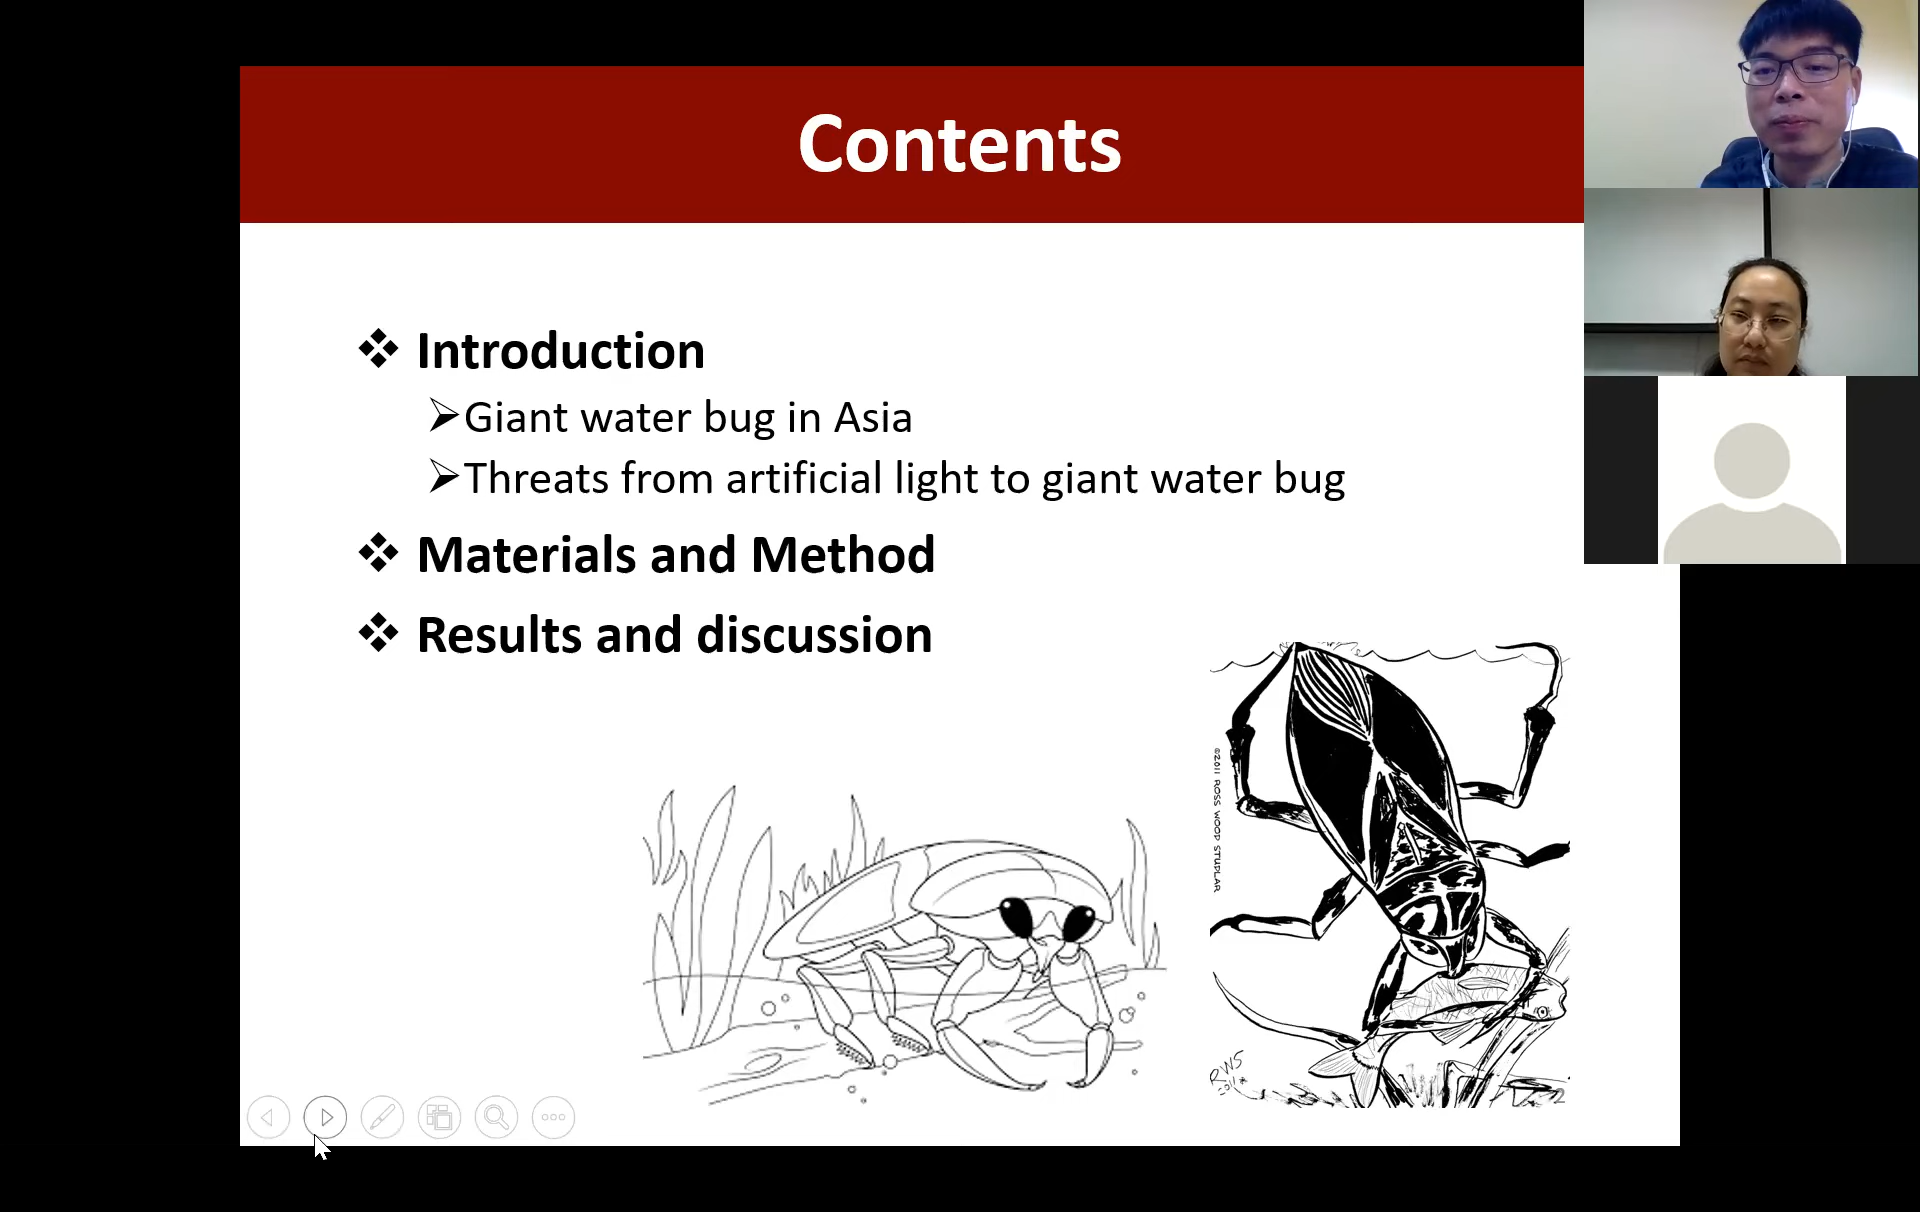 Contents
Introduction
Giant water bug in Asia
Threats from artificial light to giant water bug
Materials and Method
Results and discussion
©2011 ROSS WOOD STUDLAR
RWS
2011